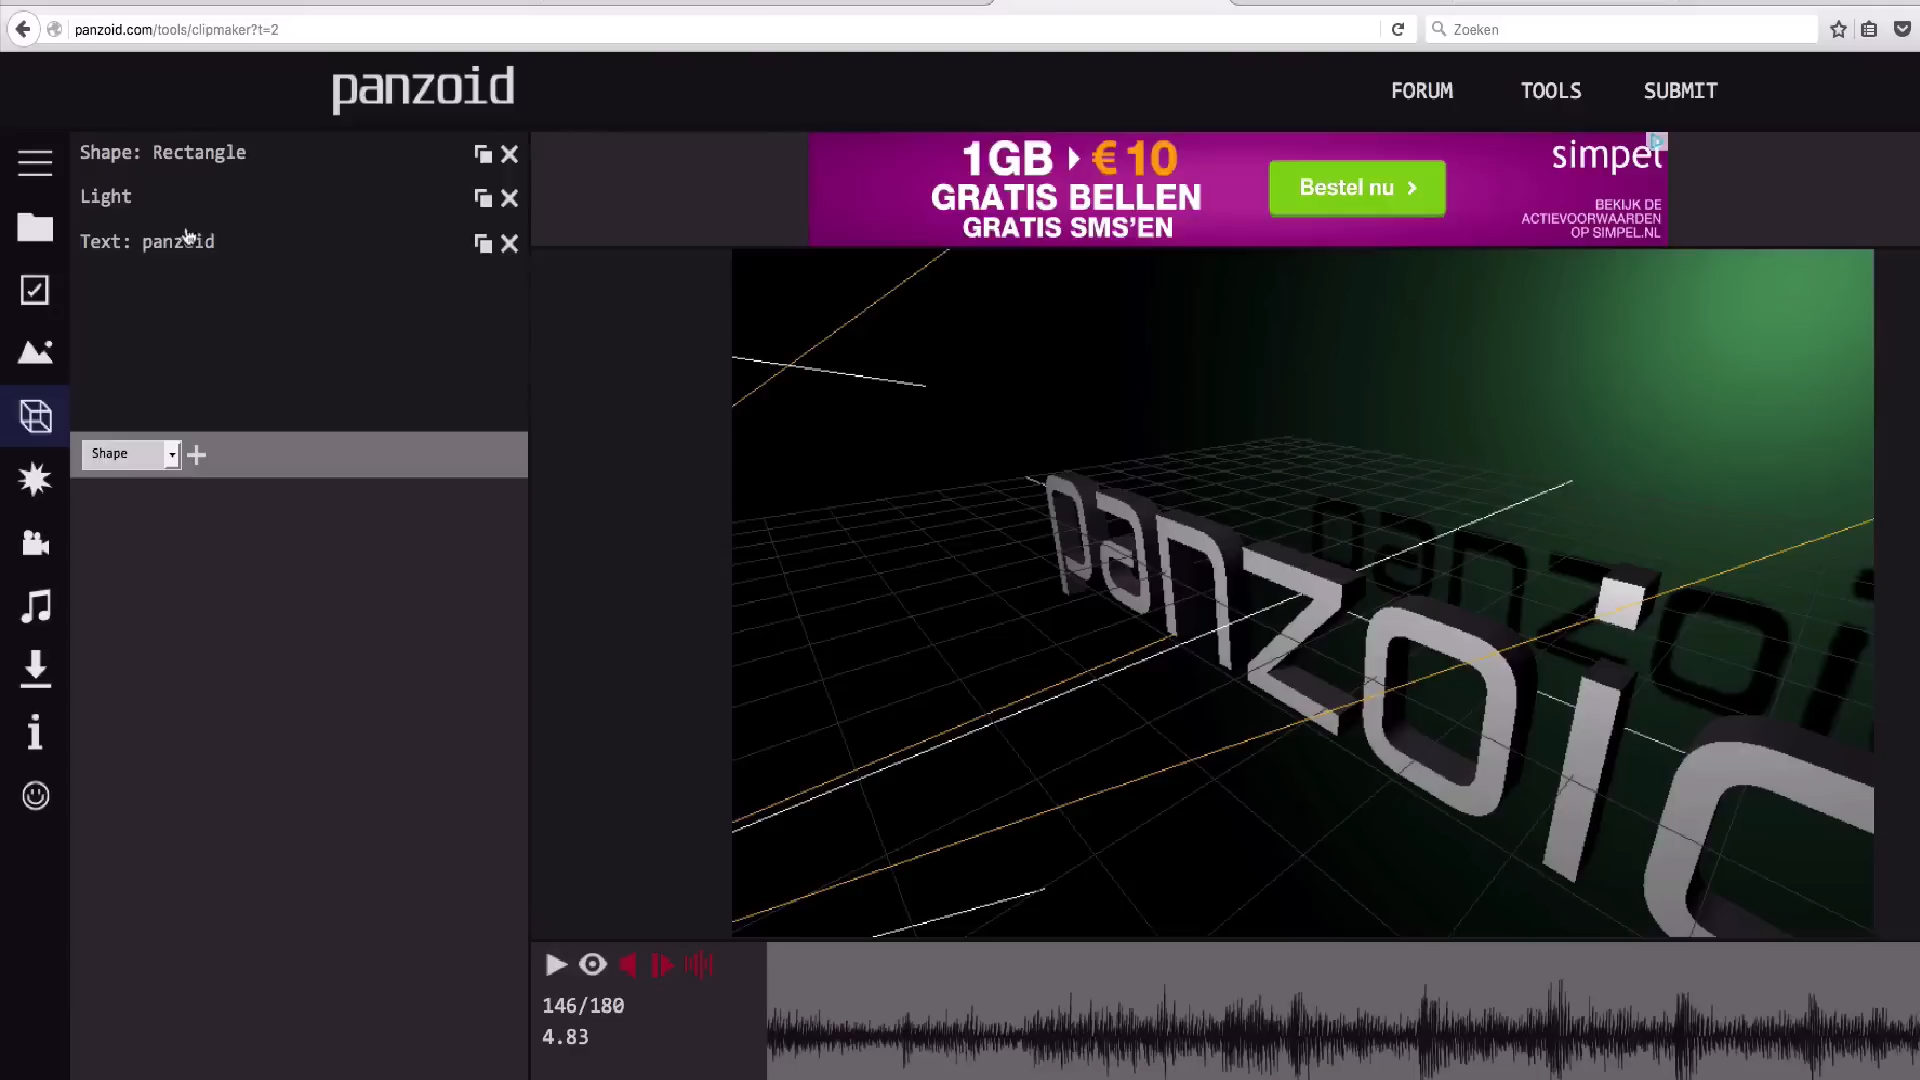 panzoid.com/tools/clipmaker?t=2
Zoeken
panzoid
FORUM
TOOLS
SUBMIT
Shape: Rectangle
Light
Text: panzoid
Shape
1GB
€ 10
GRATIS BELLEN
GRATIS SMS'EN
Bestel nu
simpel
BEKIJK DE
ACTIEVOORWAARDEN
OP SIMPEL.NL
panzoid
panzoi
146/180
4.83